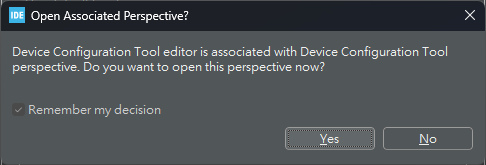 IDE Open Associated Perspective?
Device Configuration Tool editor is associated with Device Configuration Tool
perspective. Do you want to open this perspective now?
Remember my decision
Yes
No